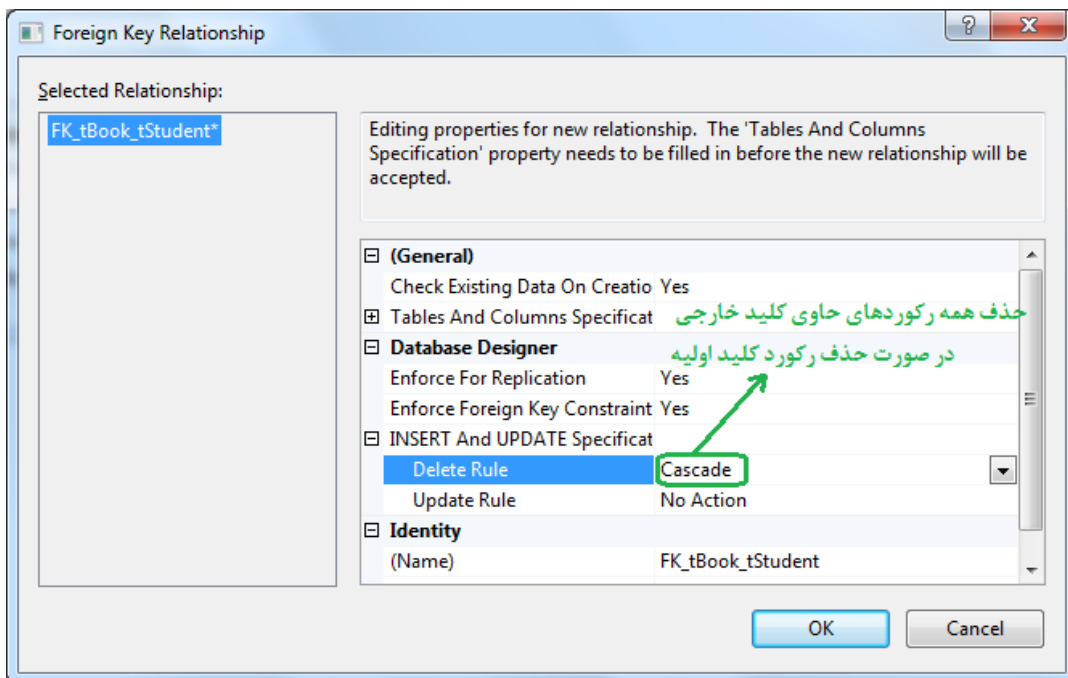 Foreign Key Relationship
Selected Relationship:
FK_tBook_tStudent*
Editing properties for new relationship. The 'Tables And Columns
Specification' property needs to be filled in before the new relationship will be
accepted.
(General)
Check Existing Data On Creatio Yes
Tables And Columns Specificat
حذف همه رکوردهای حاوی کلید خارجی
Database Designer
در صورت حذف رکورد کلید اولیه
Enforce For Replication Yes
Enforce Foreign Key Constraint Yes
INSERT And UPDATE Specificat
Delete Rule Cascade
Update Rule No Action
Identity
(Name) FK_tBook_tStudent
OK Cancel